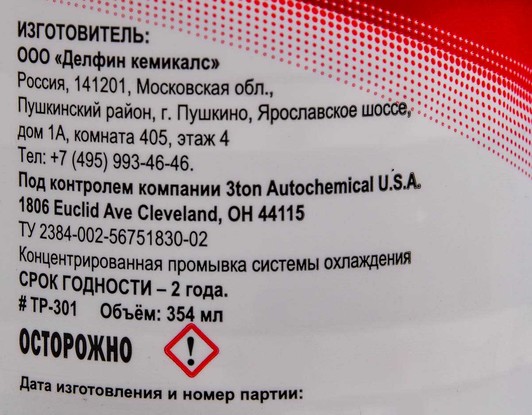 ИЗГОТОВИТЕЛЬ:
ООО «Делфин кемикалс»
Россия, 141201, Московская обл.,
Пушкинский район, г. Пушкино, Ярославское шоссе,
дом 1А, комната 405, этаж 4
Тел: +7 (495) 993-46-46.
Под контролем компании 3ton Autochemical U.S.A.
1806 Euclid Ave Cleveland, OH 44115
ТУ 2384-002-56751830-02
Концентрированная промывка системы охлаждения
СРОК ГОДНОСТИ – 2 года.
# ТР-301 Объём: 354 мл
ОСТОРОЖНО !
Дата изготовления и номер партии: